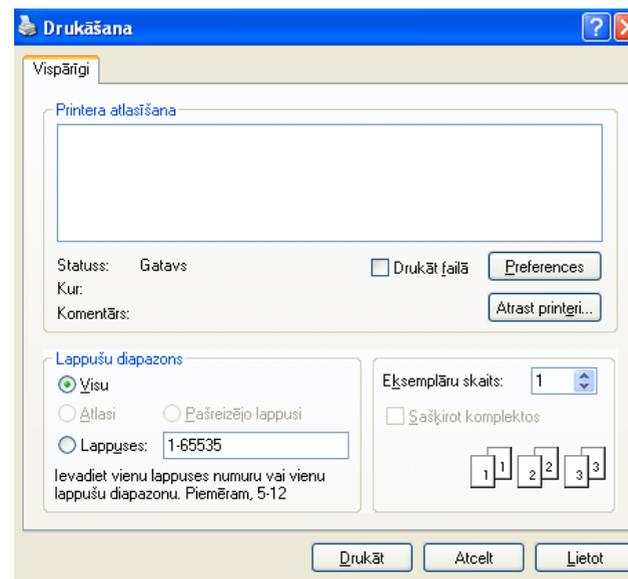 Drukāšana
Vispārīgi
Printera atlasīšana
Statuss: Gatavs
Drukāt failā
Preferences
Kur:
Komentārs:
Atrast printeri...
Lappušu diapazons
Visu
Atlasi
Pašreizējo lappusi
Lappuses: 1-65535
Ievadiet vienu lappuses numuru vai vienu
lappušu diapazonu. Piemēram, 5-12
Eksemplāru skaits: 1
Sašķirot komplektos
1 1 2 2 3 3
Drukāt
Atcelt
Lietot